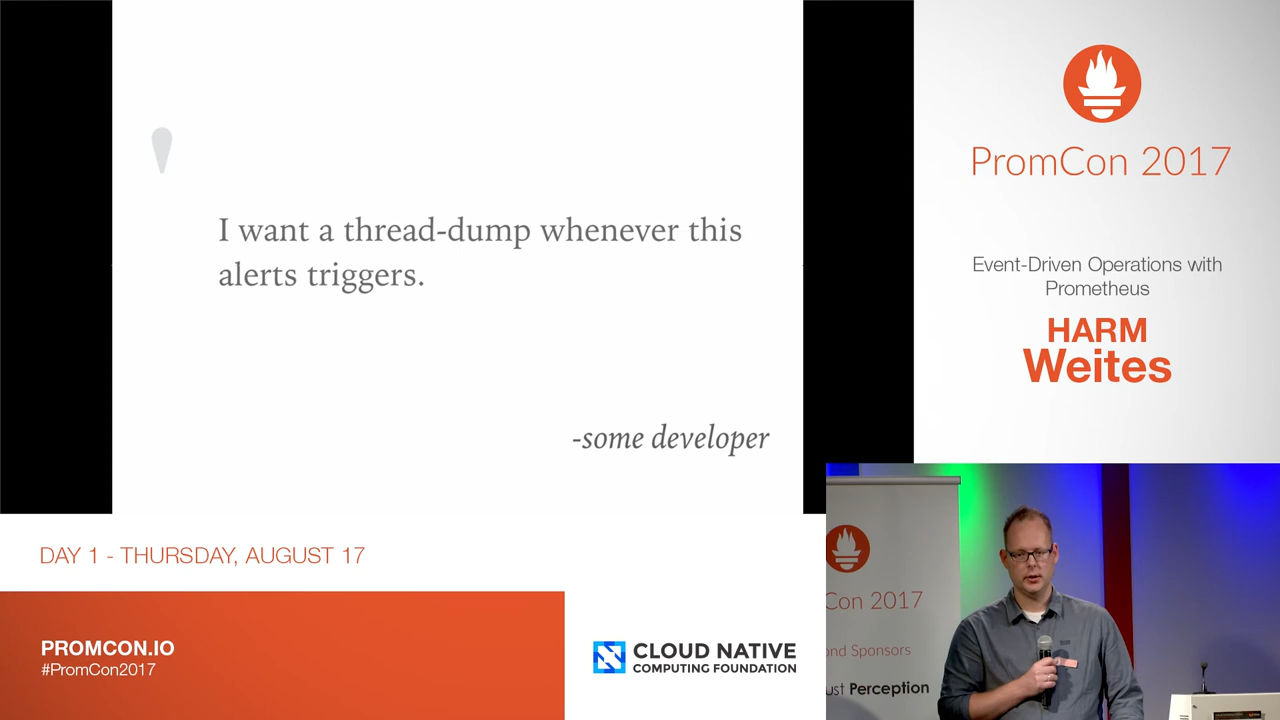 I want a thread-dump whenever this
alerts triggers.
-some developer
PromCon 2017
Event-Driven Operations with
Prometheus
HARM
Weites
DAY 1 - THURSDAY, AUGUST 17
PROMCON.IO
#PromCon2017
CLOUD NATIVE
COMPUTING FOUNDATION
Con 2017
ond Sponsors
ust Perception